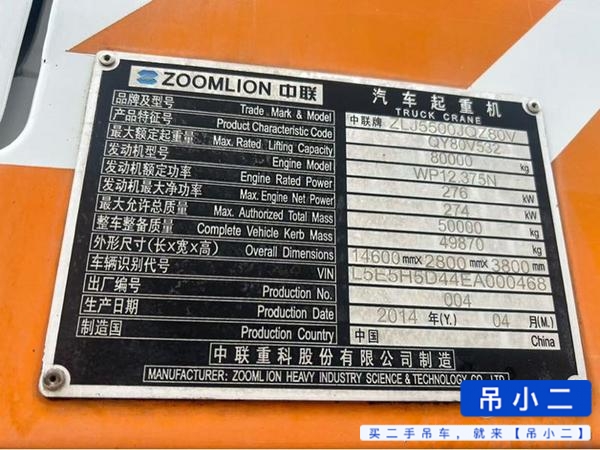 ZOOMLION 中联 汽车起重机
TRUCK CRANE
品牌及型号 Trade Mark & Model 中联牌 ZLJ5500JQZ80V
产品特征号 Product Characteristic Code QY80V532
最大额定起重量 Max. Rated Lifting Capacity 80000 kg
发动机型号 Engine Model WP12.375N
发动机额定功率 Engine Rated Power 276 kW
发动机最大净功率 Max. Engine Net Power 274 kW
最大允许总质量 Max. Authorized Total Mass 50000 kg
整车整备质量 Complete Vehicle Kerb Mass 49870 kg
外形尺寸(长×宽×高) Overall Dimensions 14600mm×2800mm×3800mm
车辆识别代号 VIN L5E5H5D44EA000468
出厂编号 Production No. 004
生产日期 Production Date 2014 年(Y.) 04 月(M.)
制造国 Production Country 中国 China
中联重科股份有限公司制造
MANUFACTURER: ZOOMLION HEAVY INDUSTRY SCIENCE & TECHNOLOGY CO., LTD.
吊小二
买二手吊车，就来【吊小二】